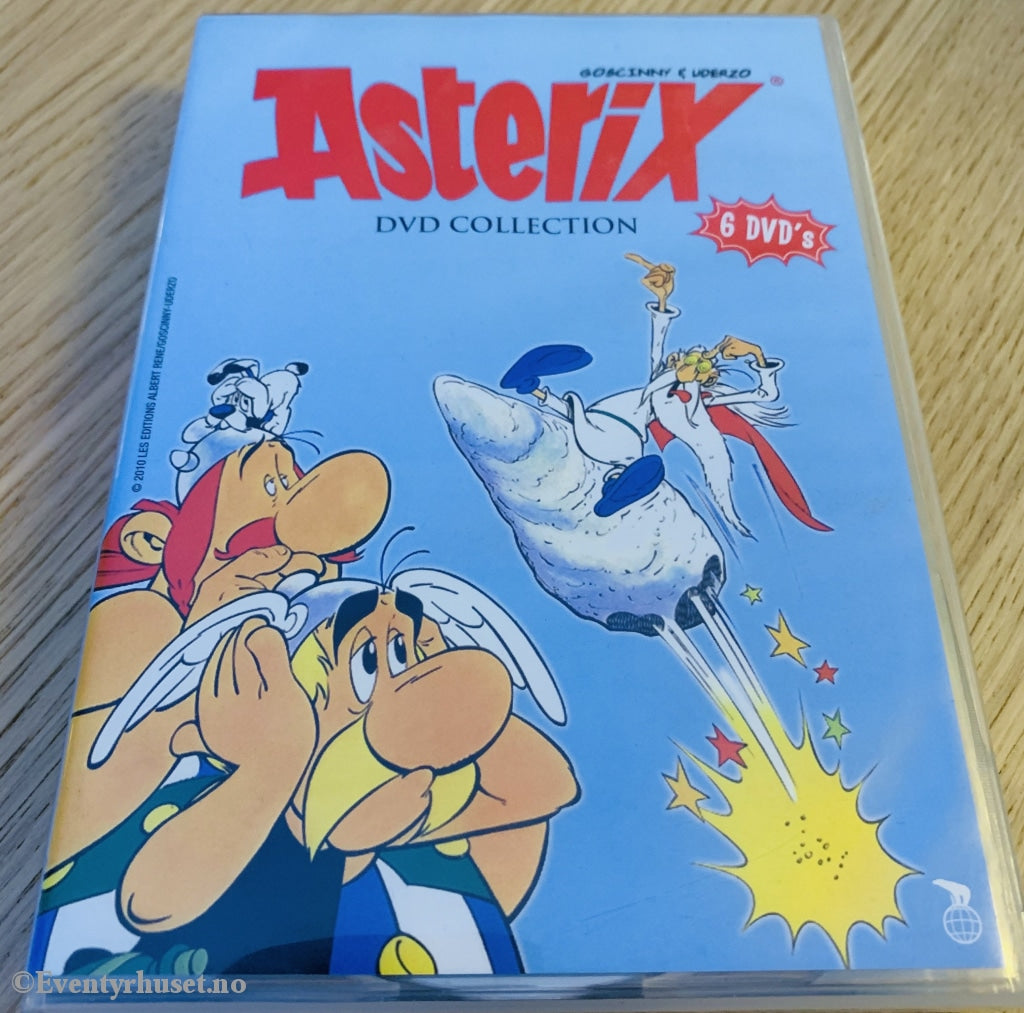 GOSCINNY & UDERZO
Asterix®
DVD COLLECTION
6 DVD's
© 2010 LES EDITIONS ALBERT RENE/GOSCINNY-UDERZO
©Eventyrhuset.no